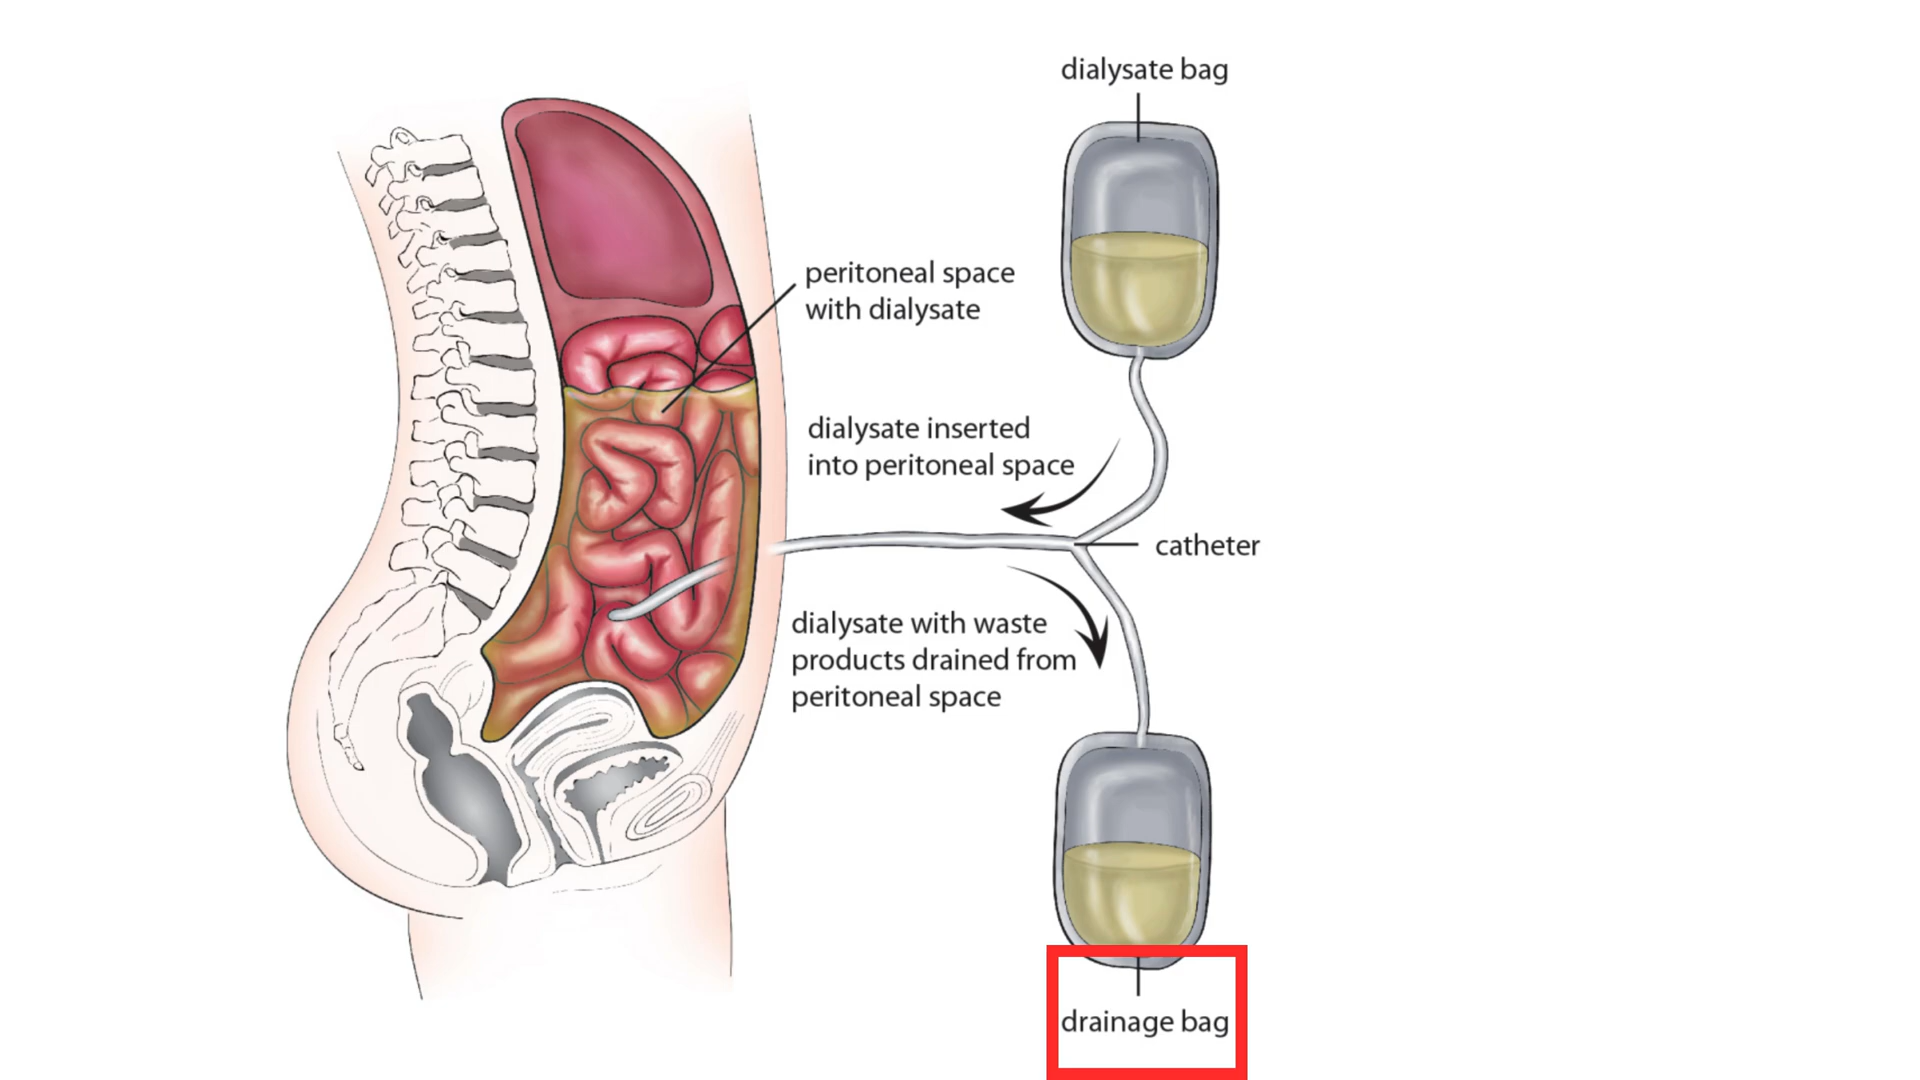 dialysate bag
peritoneal space
with dialysate
dialysate inserted
into peritoneal space
catheter
dialysate with waste
products drained from
peritoneal space
drainage bag